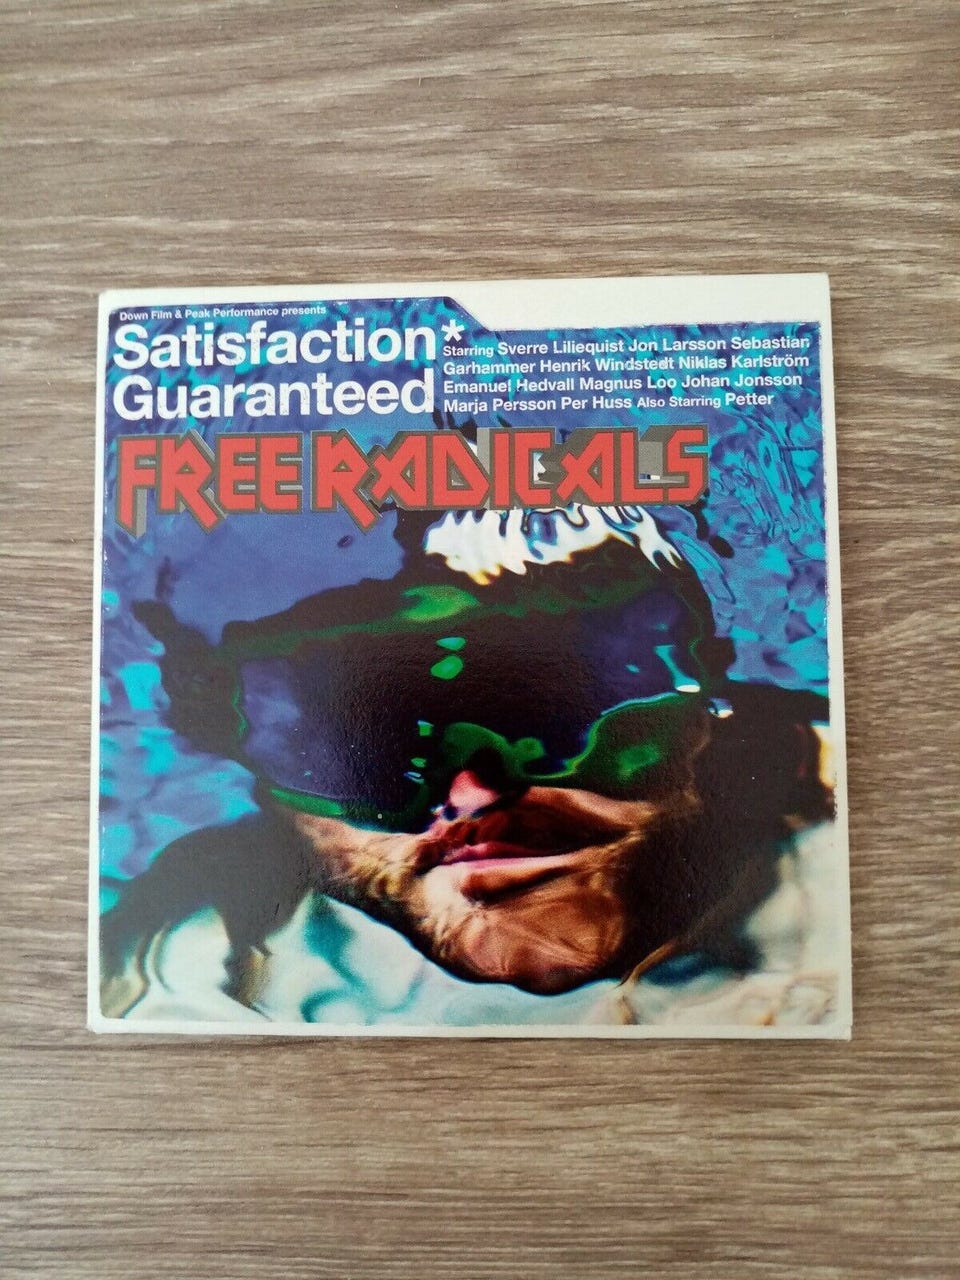 Down Film & Peak Performance presents
Satisfaction*
Guaranteed
Starring Sverre Liliequist Jon Larsson Sebastian
Garhammer Henrik Windstedt Niklas Karlström
Emanuel Hedvall Magnus Loo Johan Jonsson
Marja Persson Per Huss Also Starring Petter
FREE RADICALS